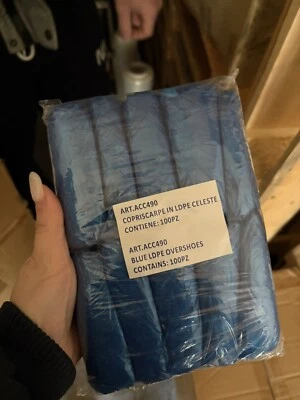 ART.ACC490
COPRISCARPE IN LDPE CELESTE
CONTIENE: 100PZ
ART.ACC490
BLUE LDPE OVERSHOES
CONTAINS: 100PZ